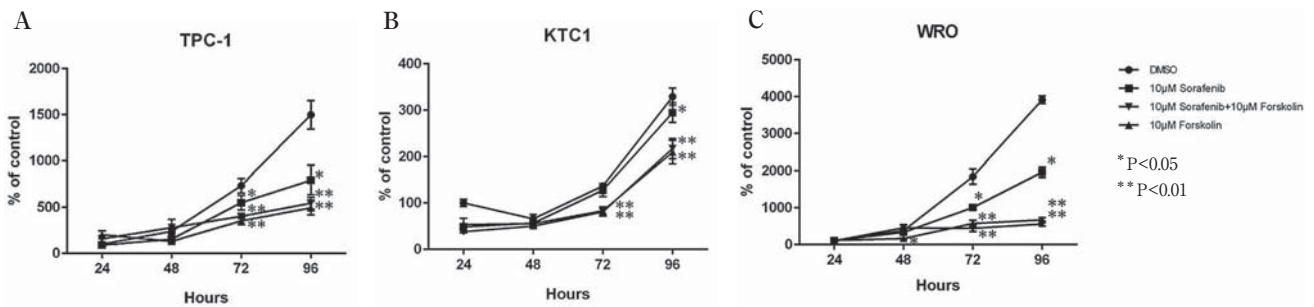 A
TPC-1
% of control
2000
1500
1000
500
0
*
*
**
**
**
**
24 48 72 96
Hours
B
KTC1
% of control
400
300
200
100
0
*
**
**
**
**
24 48 72 96
Hours
C
WRO
% of control
5000
4000
3000
2000
1000
0
*
*
**
**
**
**
*
24 48 72 96
Hours
DMSO
10μM Sorafenib
10μM Sorafenib+10μM Forskolin
10μM Forskolin
*P<0.05
**P<0.01